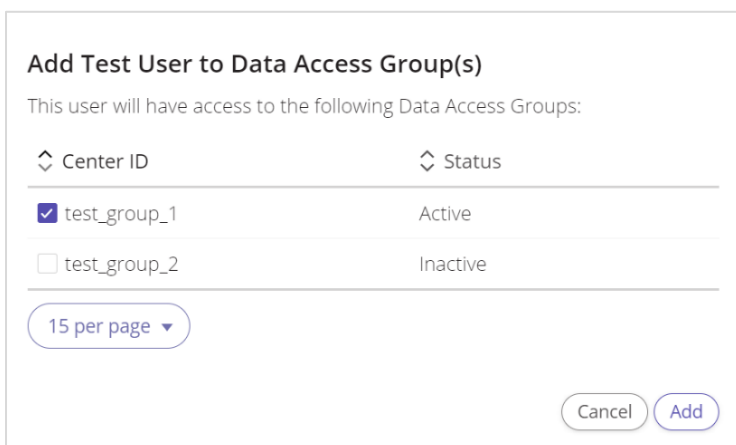 Add Test User to Data Access Group(s)
This user will have access to the following Data Access Groups:
Center ID Status
test_group_1 Active
test_group_2 Inactive
15 per page
Cancel Add